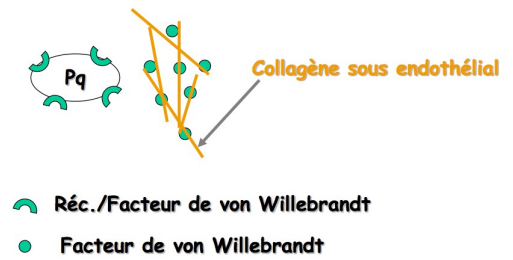 Collagène sous endothélial
Pq
Réc./Facteur de von Willebrandt
Facteur de von Willebrandt